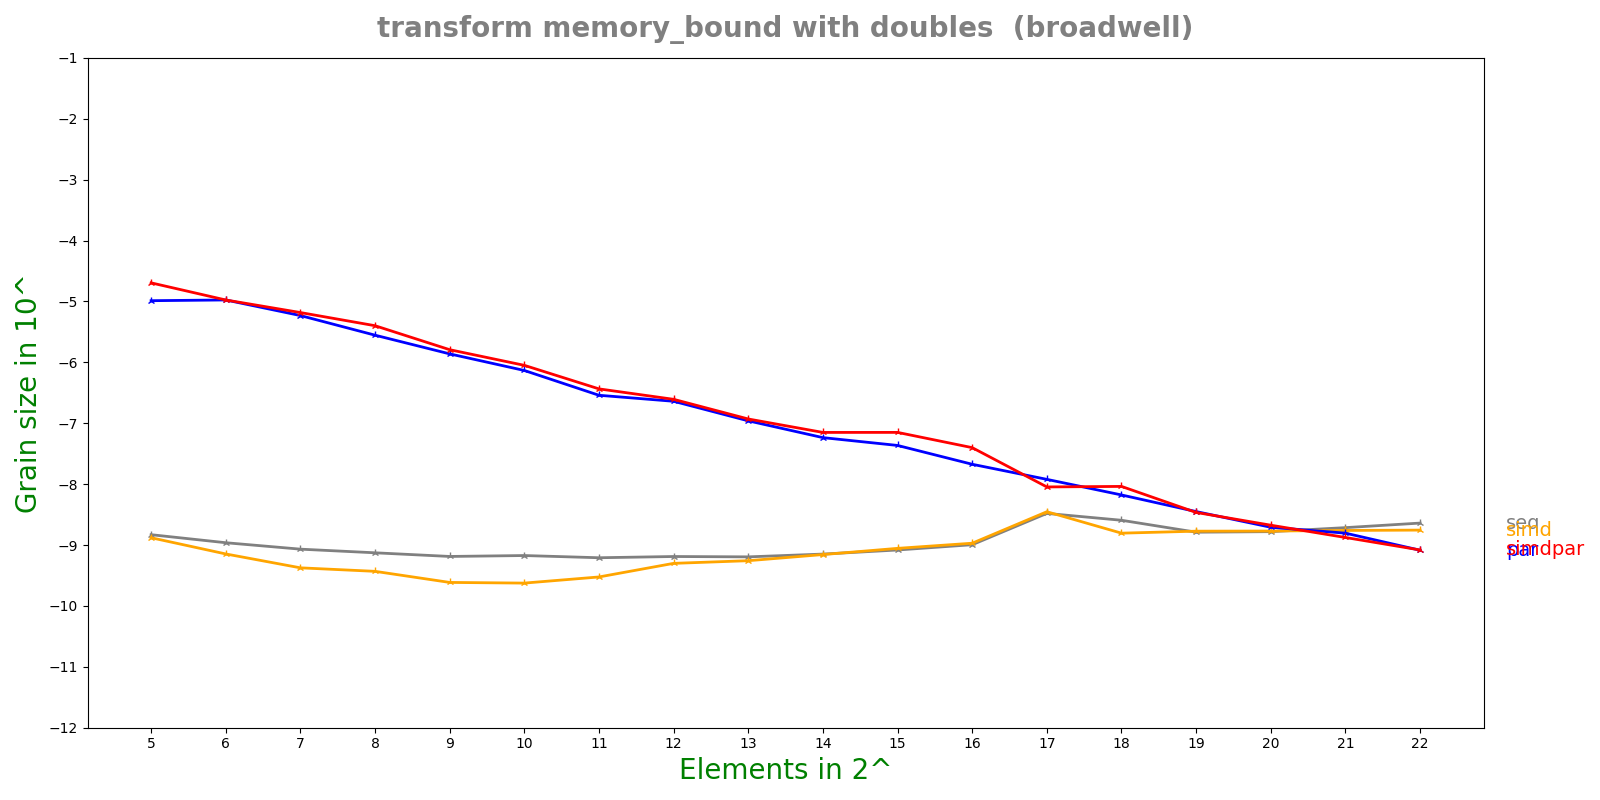 transform memory_bound with doubles  (broadwell)
Grain size in 10^
−1
−2
−3
−4
−5
−6
−7
−8
−9
−10
−11
−12
5 6 7 8 9 10 11 12 13 14 15 16 17 18 19 20 21 22
Elements in 2^
seq
simd
par
simdpar